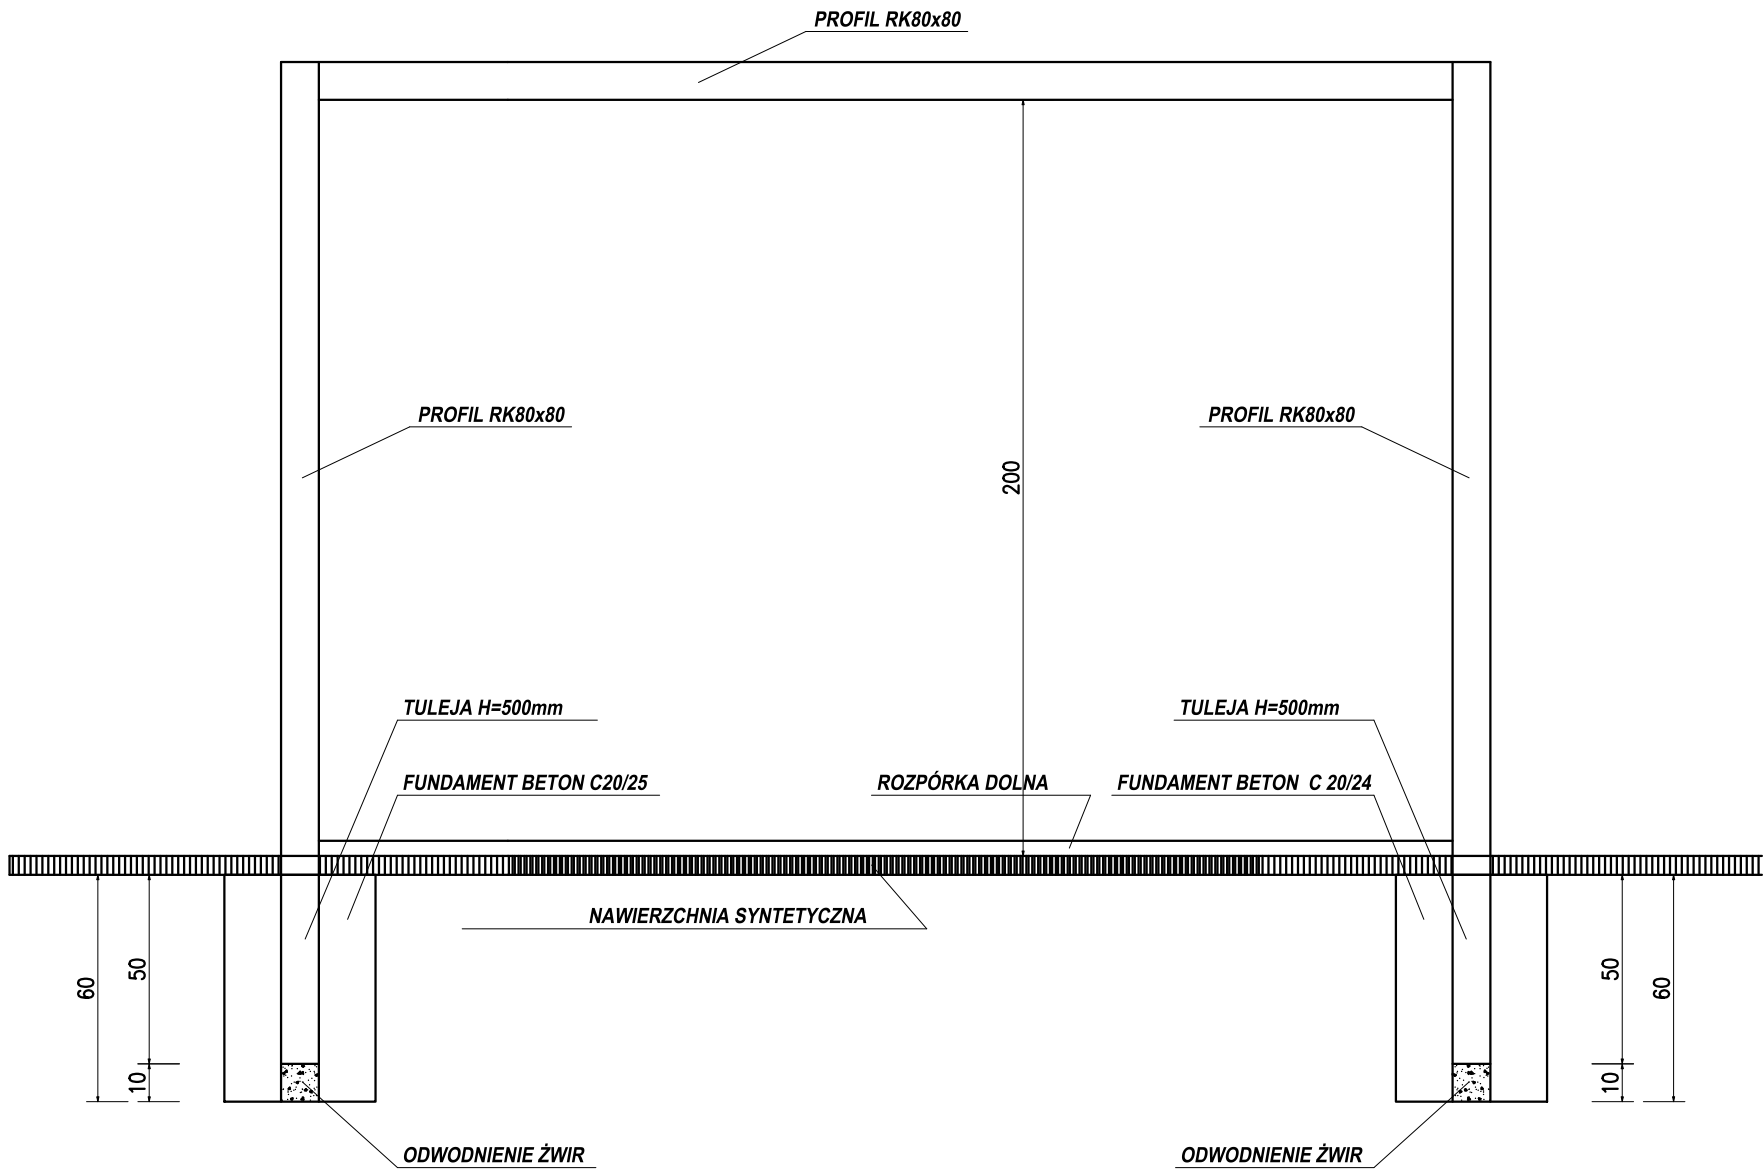 PROFIL RK80x80
PROFIL RK80x80
PROFIL RK80x80
200
TULEJA H=500mm
TULEJA H=500mm
FUNDAMENT BETON C20/25
ROZPÓRKA DOLNA
FUNDAMENT BETON C 20/24
NAWIERZCHNIA SYNTETYCZNA
60
50
50
60
10
10
ODWODNIENIE ŻWIR
ODWODNIENIE ŻWIR